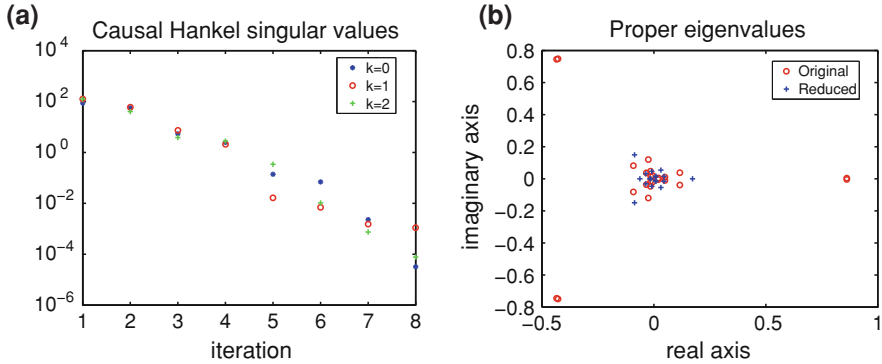 (a)
Causal Hankel singular values
10^4
10^2
10^0
10^-2
10^-4
10^-6
1 2 3 4 5 6 7 8
iteration
k=0
k=1
k=2
(b)
Proper eigenvalues
0.8
0.6
0.4
0.2
0
−0.2
−0.4
−0.6
−0.8
−0.5 0 0.5 1
real axis
imaginary axis
Original
Reduced